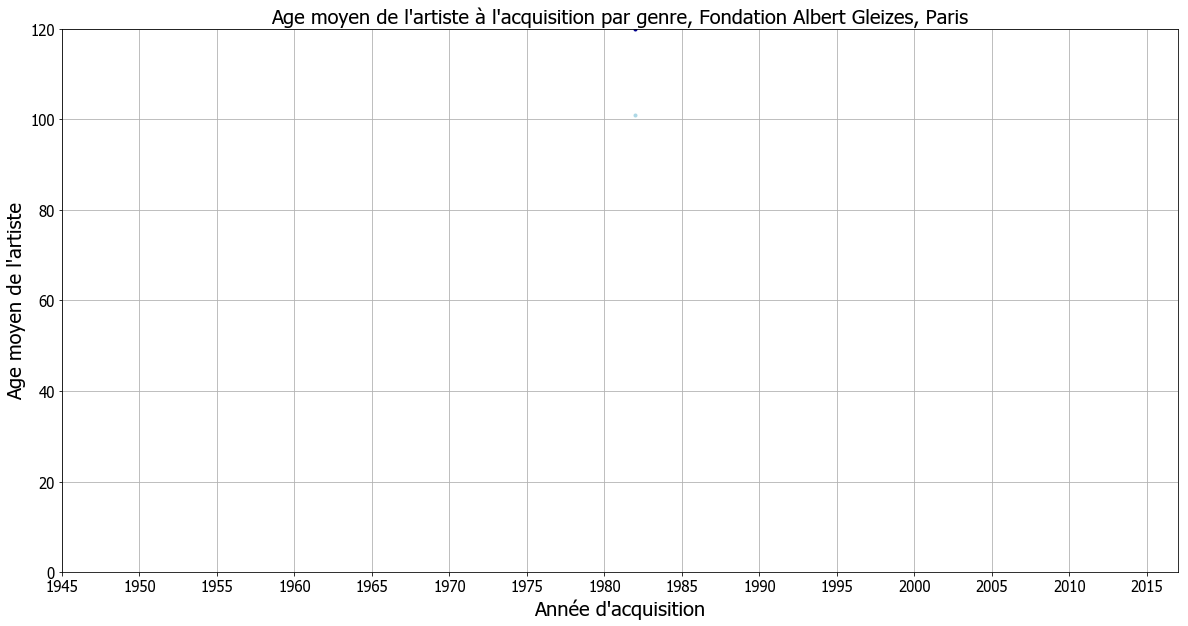 Age moyen de l'artiste à l'acquisition par genre, Fondation Albert Gleizes, Paris
120
100
80
60
40
20
0
Age moyen de l'artiste
1945 1950 1955 1960 1965 1970 1975 1980 1985 1990 1995 2000 2005 2010 2015
Année d'acquisition